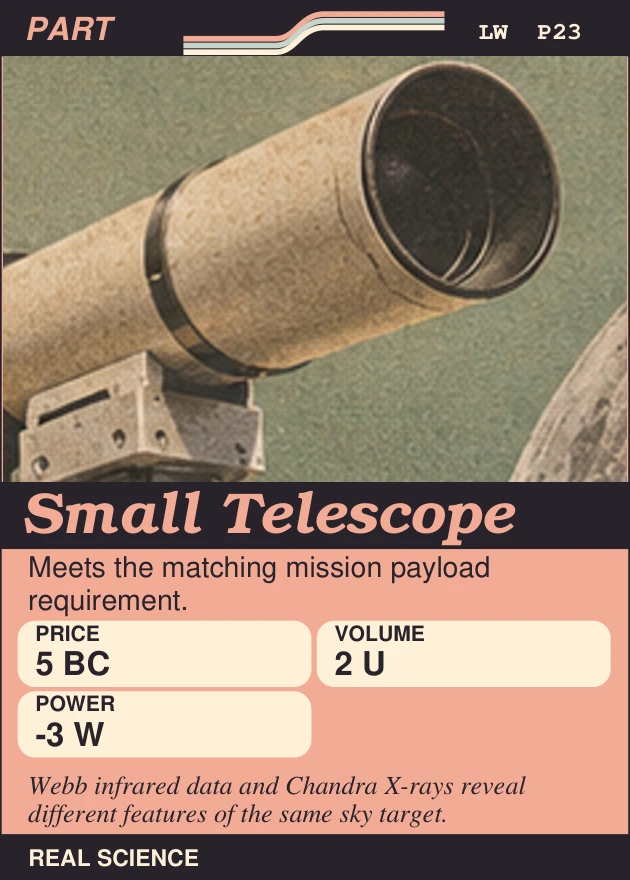 PART
LW P23
Small Telescope
Meets the matching mission payload
requirement.
PRICE
5 BC
VOLUME
2 U
POWER
-3 W
Webb infrared data and Chandra X-rays reveal
different features of the same sky target.
REAL SCIENCE